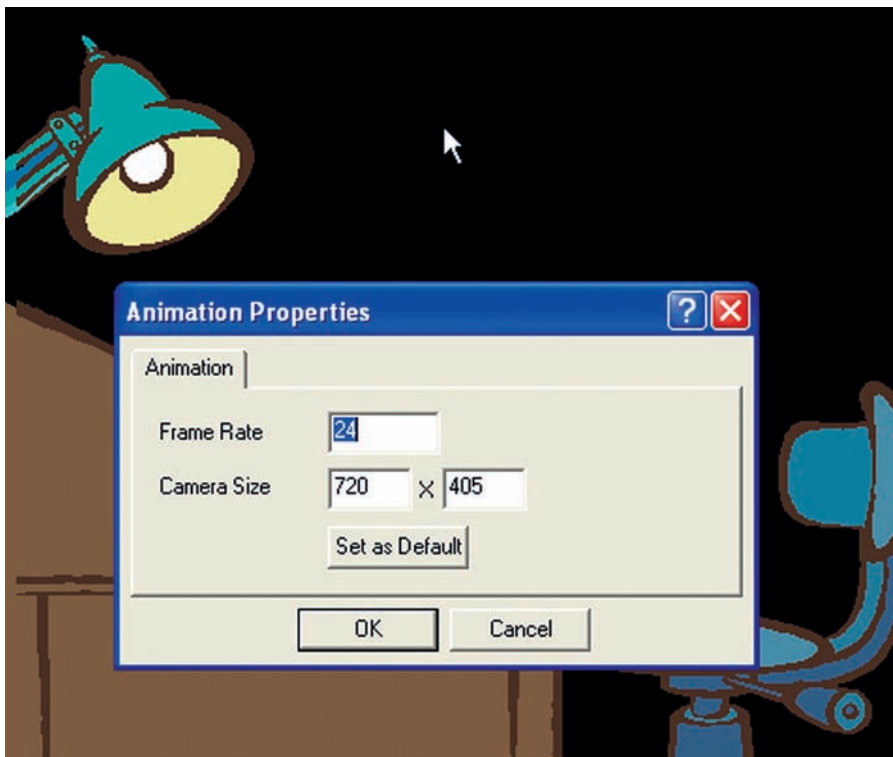 Animation Properties
?
Animation
Frame Rate 24
Camera Size 720 X 405
Set as Default
OK Cancel